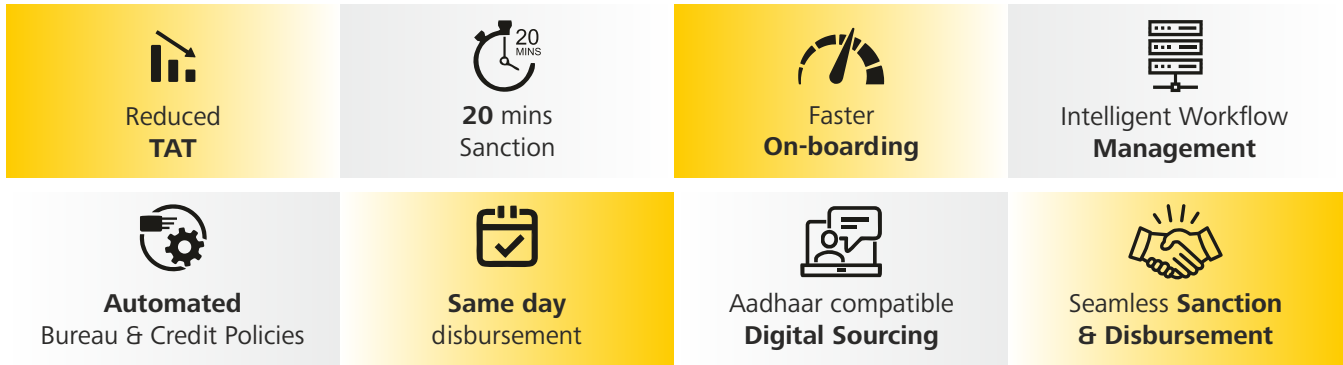 Reduced
TAT
20
MINS
20 mins
Sanction
Faster
On-boarding
Intelligent Workflow
Management
Automated
Bureau & Credit Policies
Same day
disbursement
Aadhaar compatible
Digital Sourcing
Seamless Sanction
& Disbursement